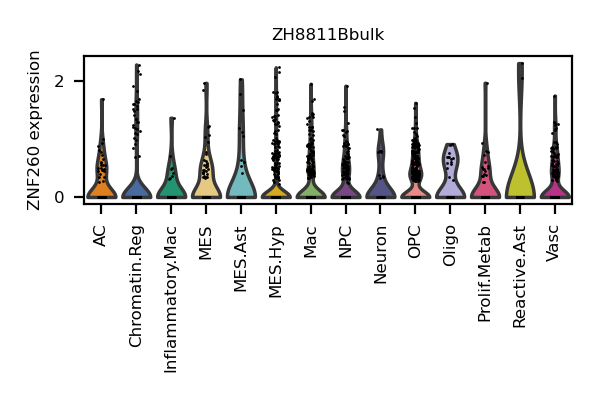 ZH8811Bbulk
ZNF260 expression
2
0
AC
Chromatin.Reg
Inflammatory.Mac
MES
MES.Ast
MES.Hyp
Mac
NPC
Neuron
OPC
Oligo
Prolif.Metab
Reactive.Ast
Vasc